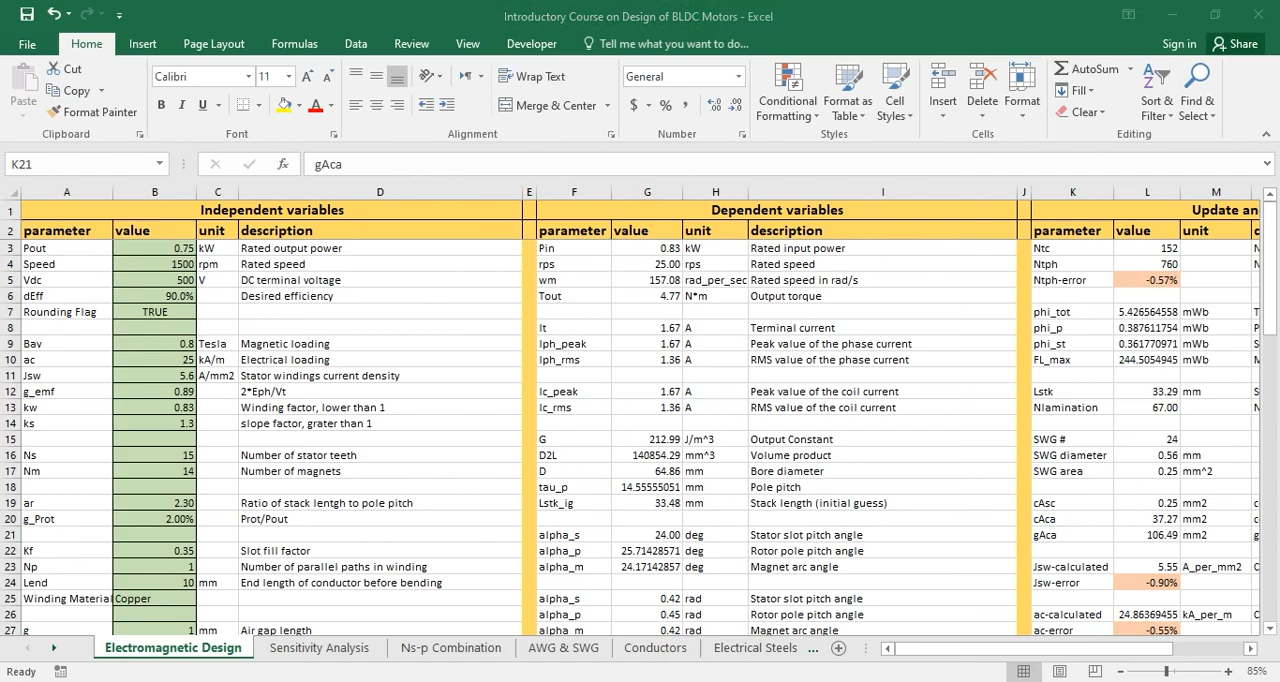 Introductory Course on Design of BLDC Motors - Excel
File Home Insert Page Layout Formulas Data Review View Developer Tell me what you want to do... Sign in Share
Cut Calibri 11 Wrap Text General AutoSum
Copy Fill
Paste Format Painter Merge & Center $ % , Conditional Formatting Format as Table Cell Styles Insert Delete Format Clear Sort & Filter Find & Select
Clipboard Font Alignment Number Styles Cells Editing
K21 fx gAca
A B C D E F G H I J K L M
1 Independent variables Dependent variables Update an
2 parameter value unit description parameter value unit description parameter value unit d
3 Pout 0.75 kW Rated output power Pin 0.83 kW Rated input power Ntc 152 N
4 Speed 1500 rpm Rated speed rps 25.00 rps Rated speed Ntph 760 N
5 Vdc 500 V DC terminal voltage wm 157.08 rad_per_sec Rated speed in rad/s Ntph-error -0.57%
6 dEff 90.0% Desired efficiency Tout 4.77 N*m Output torque
7 Rounding Flag TRUE phi_tot 5.426564558 mWb T
8 It 1.67 A Terminal current phi_p 0.387611754 mWb P
9 Bav 0.8 Tesla Magnetic loading Iph_peak 1.67 A Peak value of the phase current phi_st 0.361770971 mWb S
10 ac 25 kA/m Electrical loading Iph_rms 1.36 A RMS value of the phase current FL_max 244.5054945 mWb M
11 Jsw 5.6 A/mm2 Stator windings current density
12 g_emf 0.89 2*Eph/Vt Ic_peak 1.67 A Peak value of the coil current Lstk 33.29 mm S
13 kw 0.83 Winding factor, lower than 1 Ic_rms 1.36 A RMS value of the coil current Nlamination 67.00 N
14 ks 1.3 slope factor, grater than 1
15 G 212.99 J/m^3 Output Constant SWG # 24
16 Ns 15 Number of stator teeth D2L 140854.29 mm^3 Volume product SWG diameter 0.56 mm
17 Nm 14 Number of magnets D 64.86 mm Bore diameter SWG area 0.25 mm^2
18 tau_p 14.55555051 mm Pole pitch
19 ar 2.30 Ratio of stack lentgh to pole pitch Lstk_ig 33.48 mm Stack length (initial guess) cAsc 0.25 mm2 c
20 g_Prot 2.00% Prot/Pout cAca 37.27 mm2 c
21 alpha_s 24.00 deg Stator slot pitch angle gAca 106.49 mm2 g
22 Kf 0.35 Slot fill factor alpha_p 25.71428571 deg Rotor pole pitch angle
23 Np 1 Number of parallel paths in winding alpha_m 24.17142857 deg Magnet arc angle Jsw-calculated 5.55 A_per_mm2 C
24 Lend 10 mm End length of conductor before bending Jsw-error -0.90%
25 Winding Material Copper alpha_s 0.42 rad Stator slot pitch angle
26 alpha_p 0.45 rad Rotor pole pitch angle ac-calculated 24.86369455 kA_per_m C
27 g 1 mm Air gap length alpha_m 0.42 rad Magnet arc angle ac-error -0.55%
Electromagnetic Design Sensitivity Analysis Ns-p Combination AWG & SWG Conductors Electrical Steels ...
Ready 85%